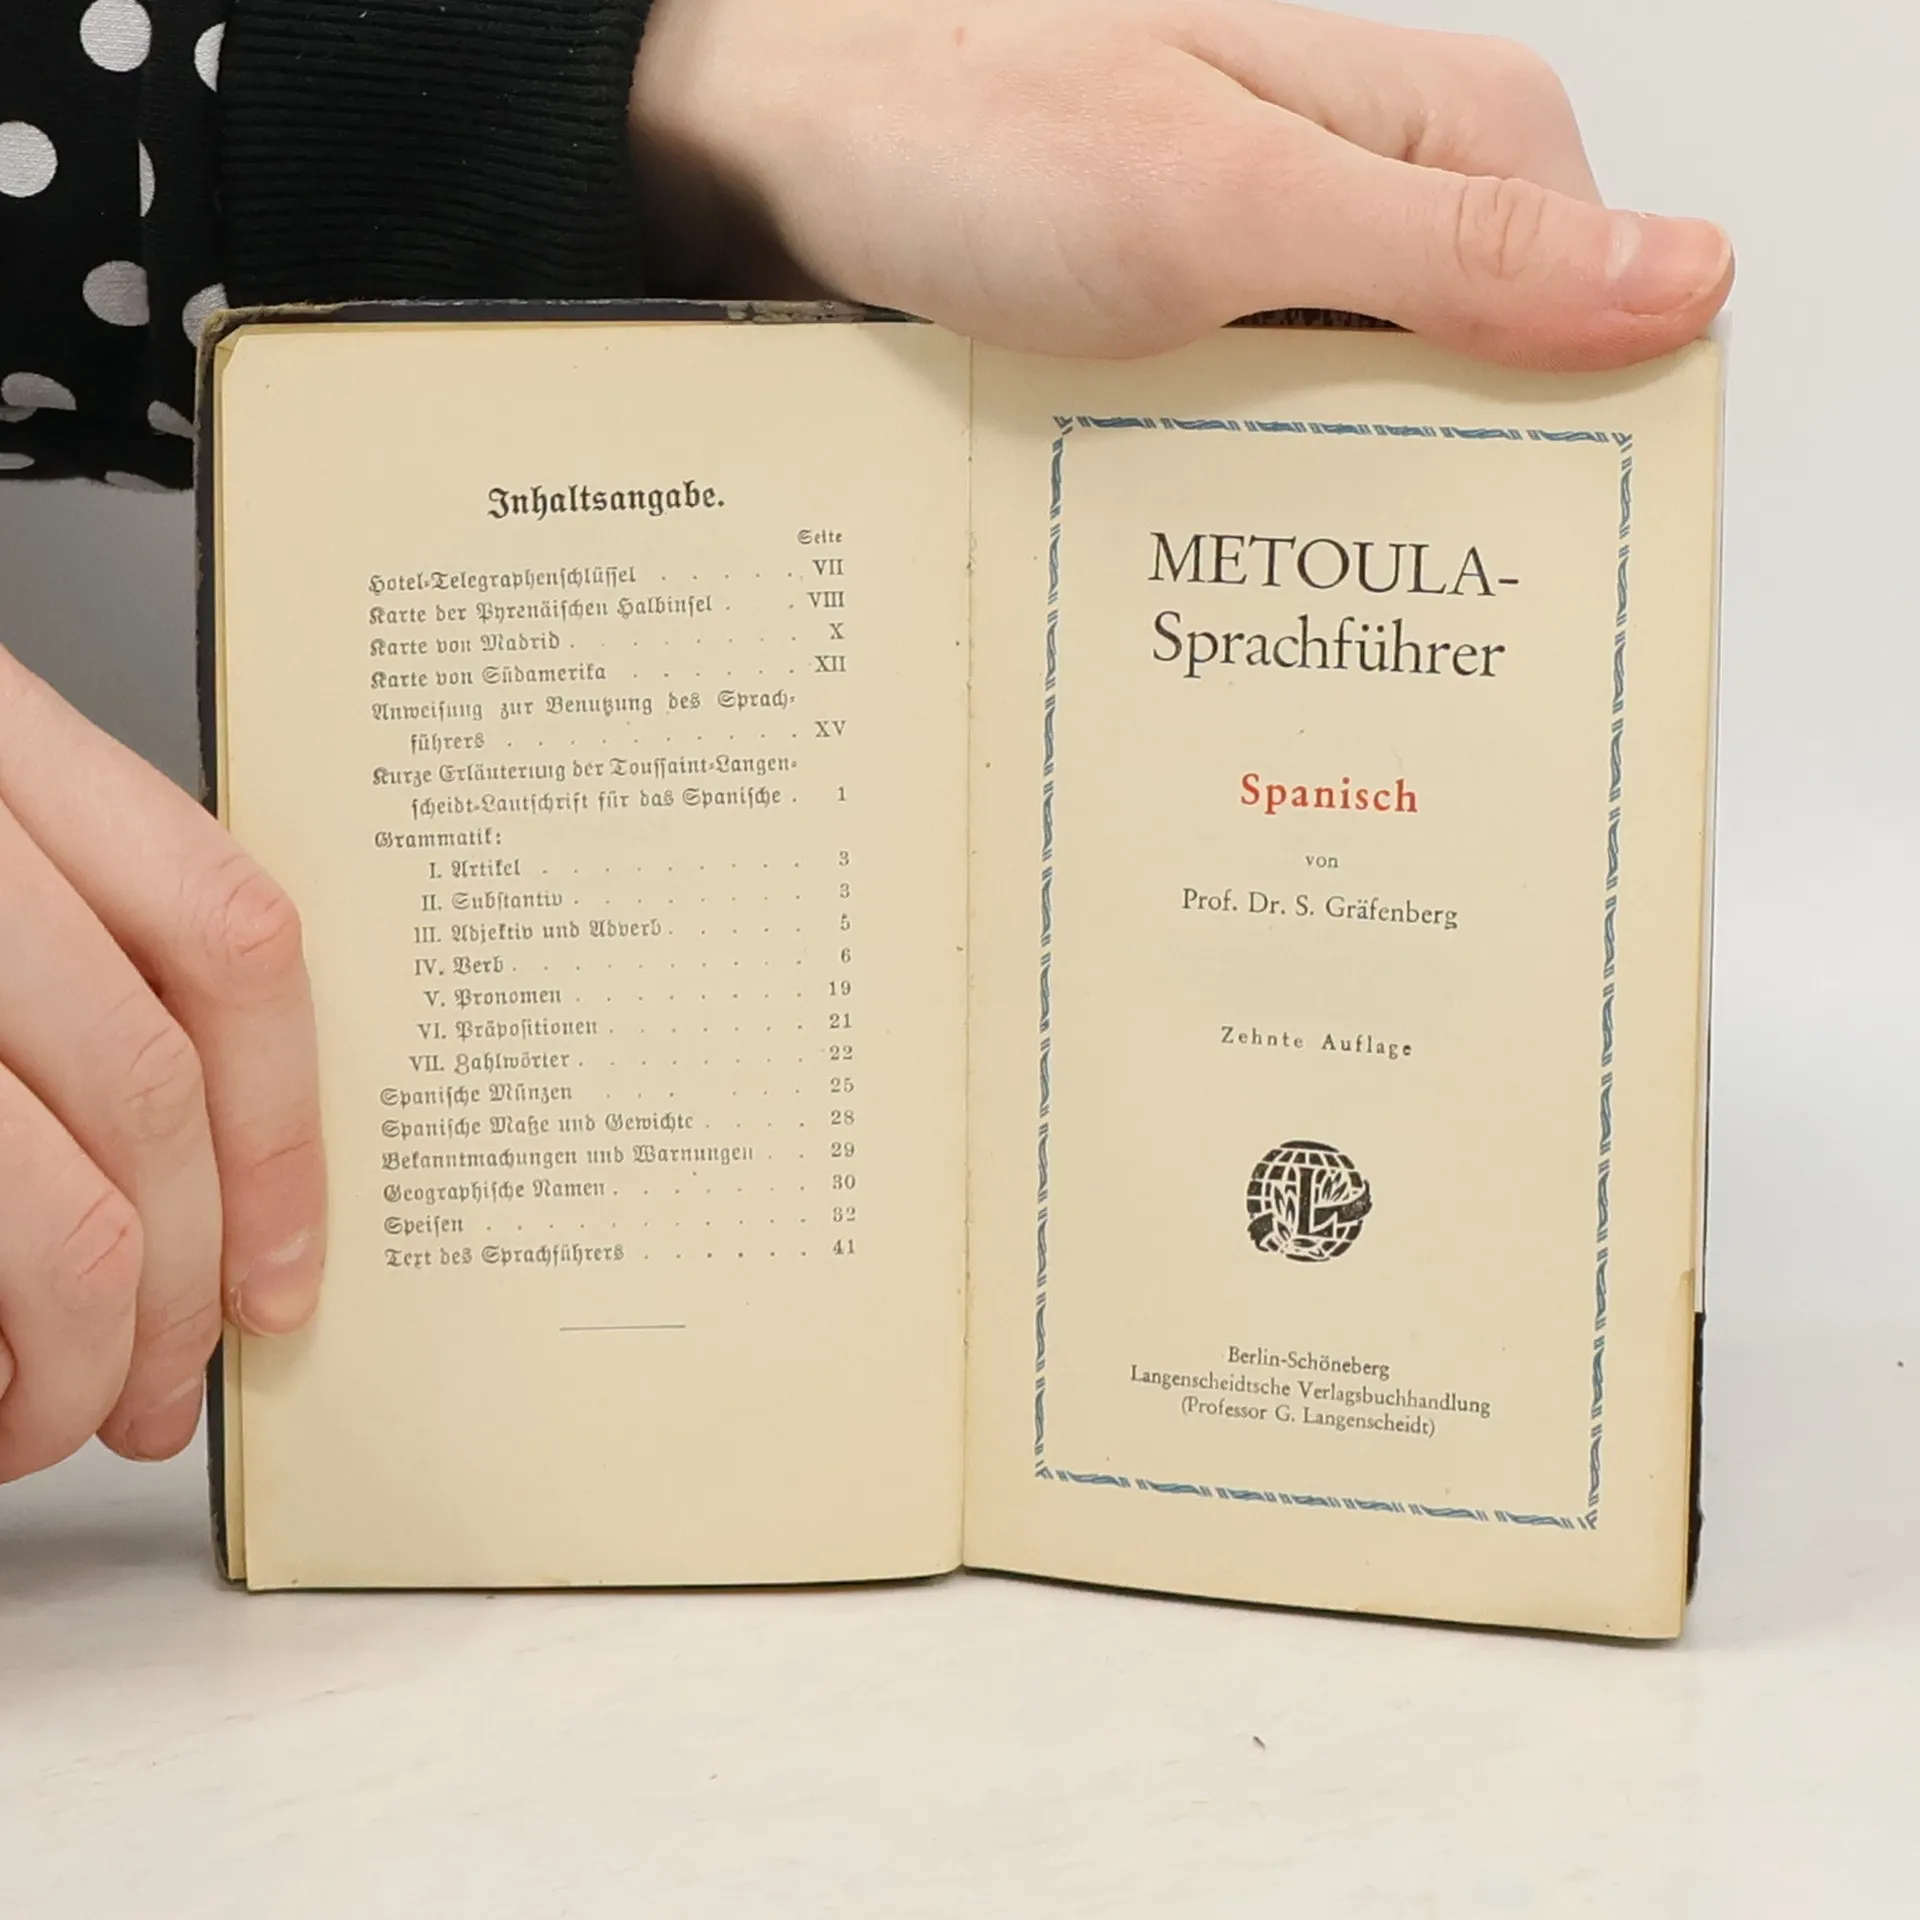 Inhaltsangabe.
Seite
Hotel-Telegraphenschlüssel . . . . . VII
Karte der Pyrenäischen Halbinsel . . VIII
Karte von Madrid . . . . . . . . X
Karte von Südamerika . . . . . . XII
Anweisung zur Benutzung des Sprach-
führers . . . . . . . . . . XV
Kurze Erläuterung der Toussaint-Langen-
scheidt-Lautschrift für das Spanische . 1
Grammatik:
I. Artikel . . . . . . . . . 3
II. Substantiv . . . . . . . . 3
III. Adjektiv und Adverb . . . . . 5
IV. Verb . . . . . . . . . . 6
V. Pronomen . . . . . . . . 19
VI. Präpositionen . . . . . . . 21
VII. Zahlwörter . . . . . . . . 22
Spanische Münzen . . . . . . 25
Spanische Maße und Gewichte . . . . 28
Bekanntmachungen und Warnungen . . 29
Geographische Namen . . . . . . . 30
Speisen . . . . . . . . . . . 32
Text des Sprachführers . . . . . . 41
METOULA-
Sprachführer
Spanisch
von
Prof. Dr. S. Gräfenberg
Zehnte Auflage
L
Berlin-Schöneberg
Langenscheidtsche Verlagsbuchhandlung
(Professor G. Langenscheidt)